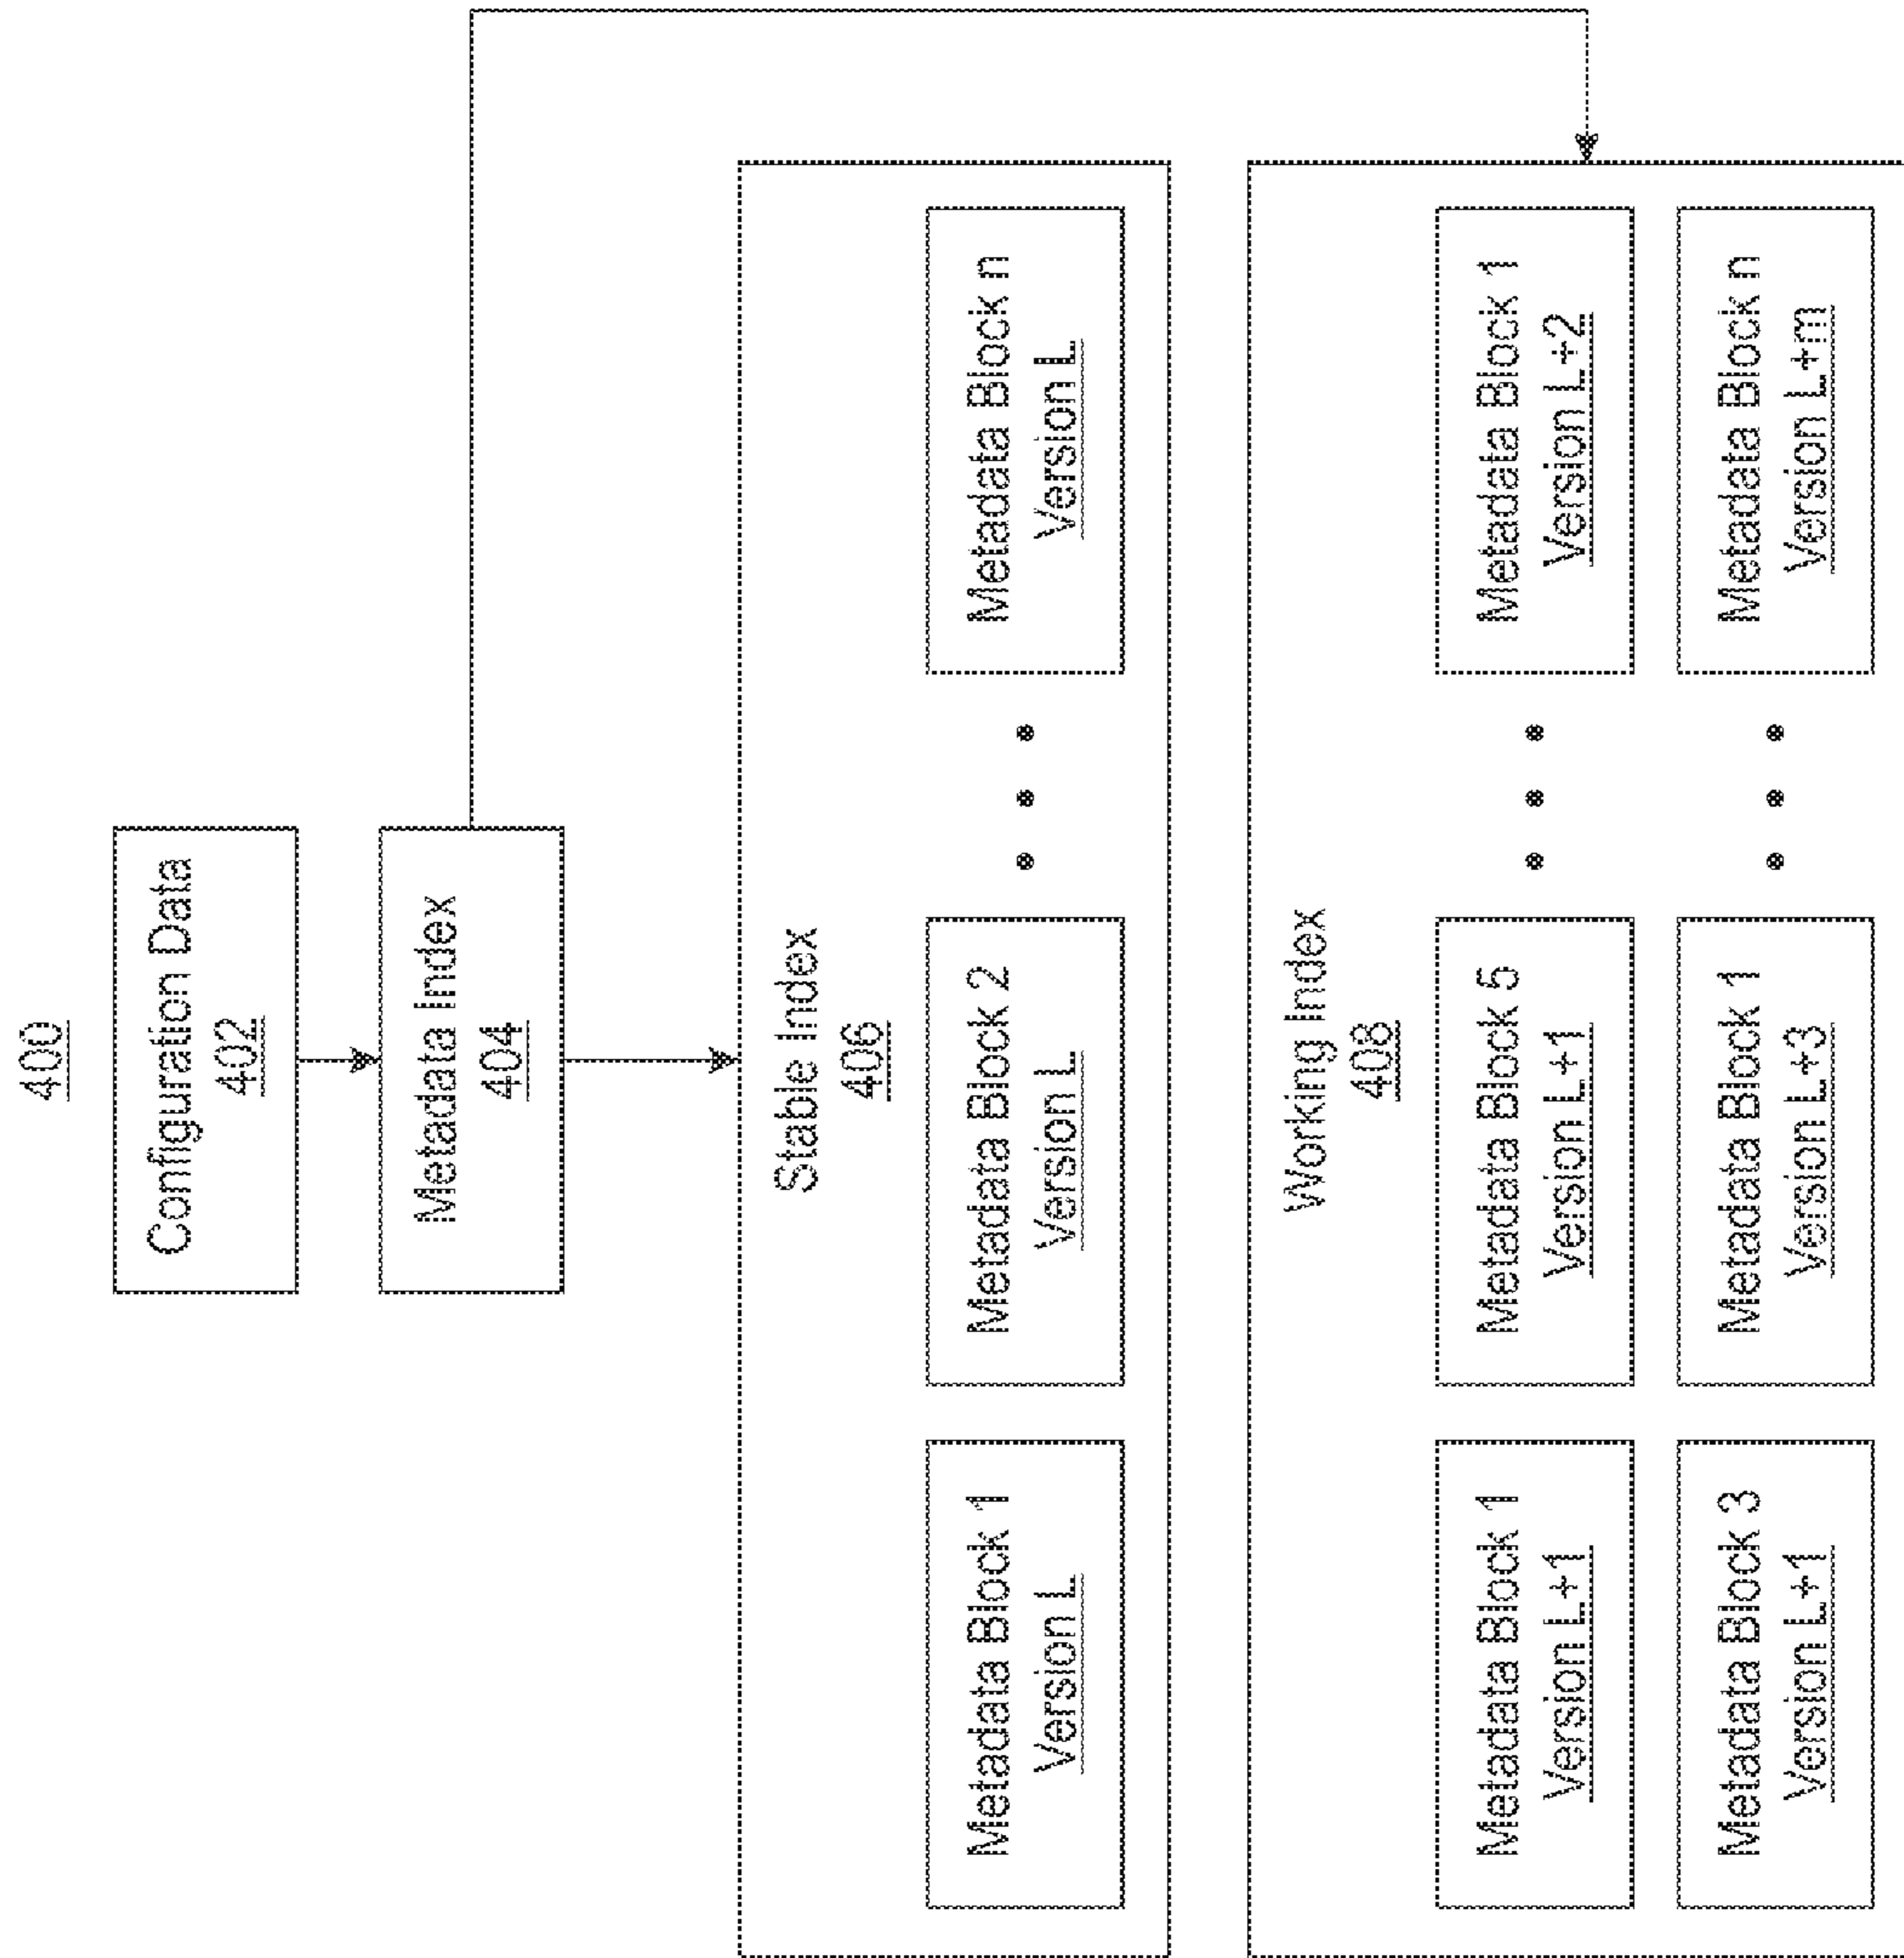 400
Configuration Data
402
Metadata Index
404
Stable Index
406
Metadata Block 1
Version L
Metadata Block 2
Version L
Metadata Block n
Version L
Working Index
408
Metadata Block 1
Version L+1
Metadata Block 5
Version L+1
Metadata Block 1
Version L+2
Metadata Block 3
Version L+1
Metadata Block 1
Version L+3
Metadata Block n
Version L+m